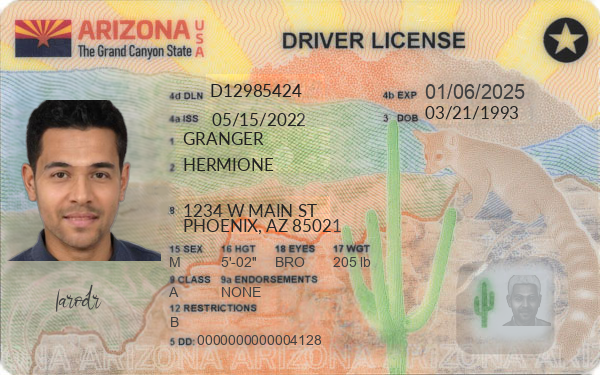 ARIZONA USA
The Grand Canyon State
DRIVER LICENSE
4d DLN D12985424 4b EXP 01/06/2025
4a ISS 05/15/2022 3 DOB 03/21/1993
1 GRANGER
2 HERMIONE
8 1234 W MAIN ST
PHOENIX, AZ 85021
15 SEX 16 HGT 18 EYES 17 WGT
M 5'-02" BRO 205 lb
9 CLASS 9a ENDORSEMENTS
A NONE
12 RESTRICTIONS
B
5 DD: 0000000000004128
ARIZONA ARIZONA ARIZONA ARIZONA